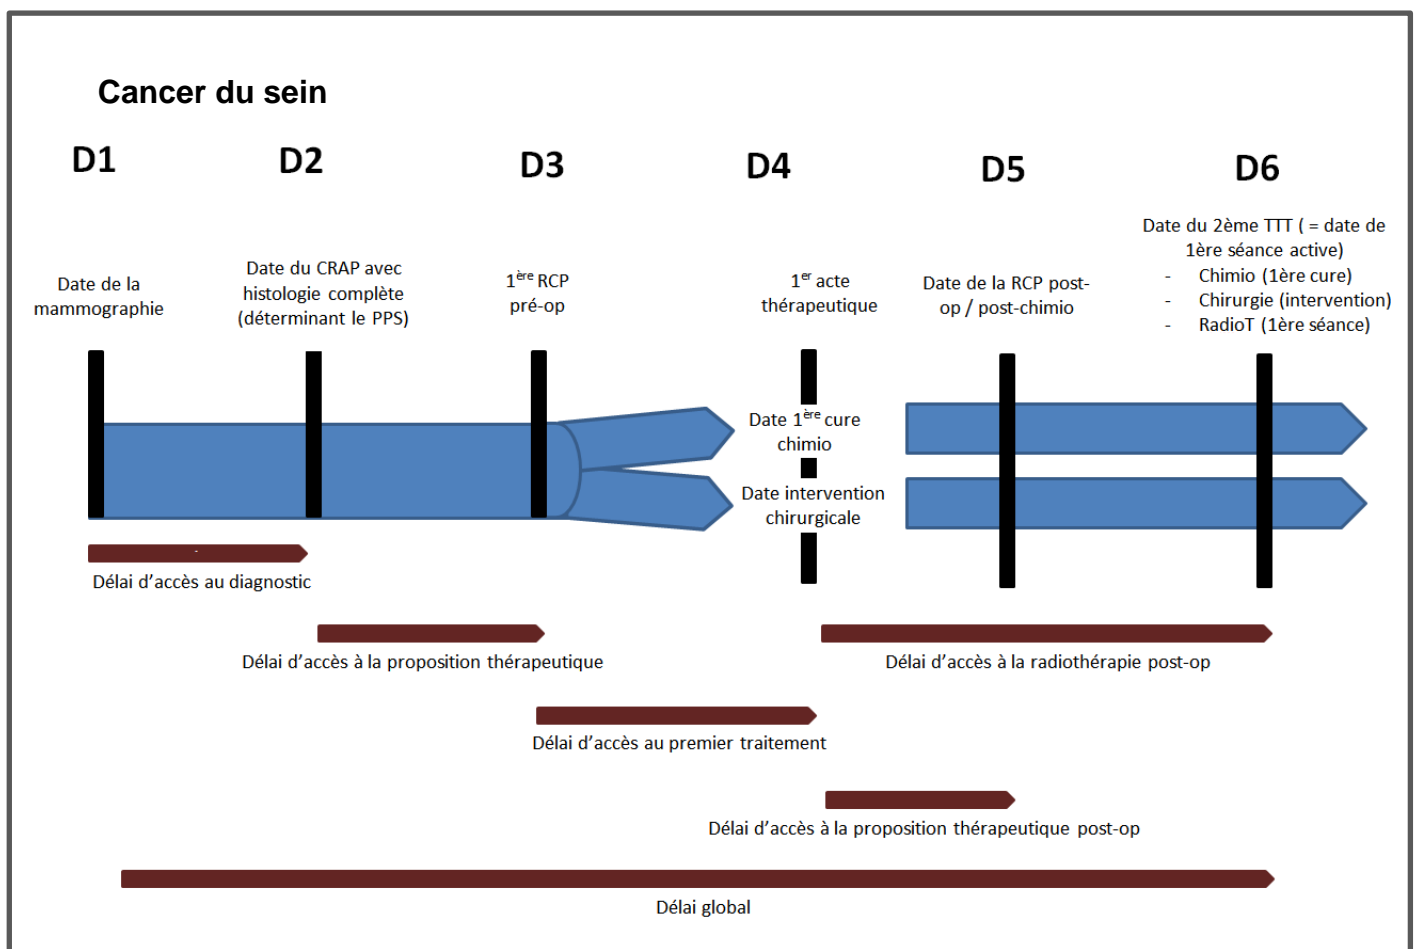 Cancer du sein
D1
D2
D3
D4
D5
D6
Date de la
mammographie
Date du CRAP avec
histologie complète
(déterminant le PPS)
1ère RCP
pré-op
1er acte
thérapeutique
Date de la RCP post-
op / post-chimio
Date du 2ème TTT ( = date de
1ère séance active)
- Chimio (1ère cure)
- Chirurgie (intervention)
- RadioT (1ère séance)
Date 1ère cure
chimio
Date intervention
chirurgicale
Délai d’accès au diagnostic
Délai d’accès à la proposition thérapeutique
Délai d’accès à la radiothérapie post-op
Délai d’accès au premier traitement
Délai d’accès à la proposition thérapeutique post-op
Délai global